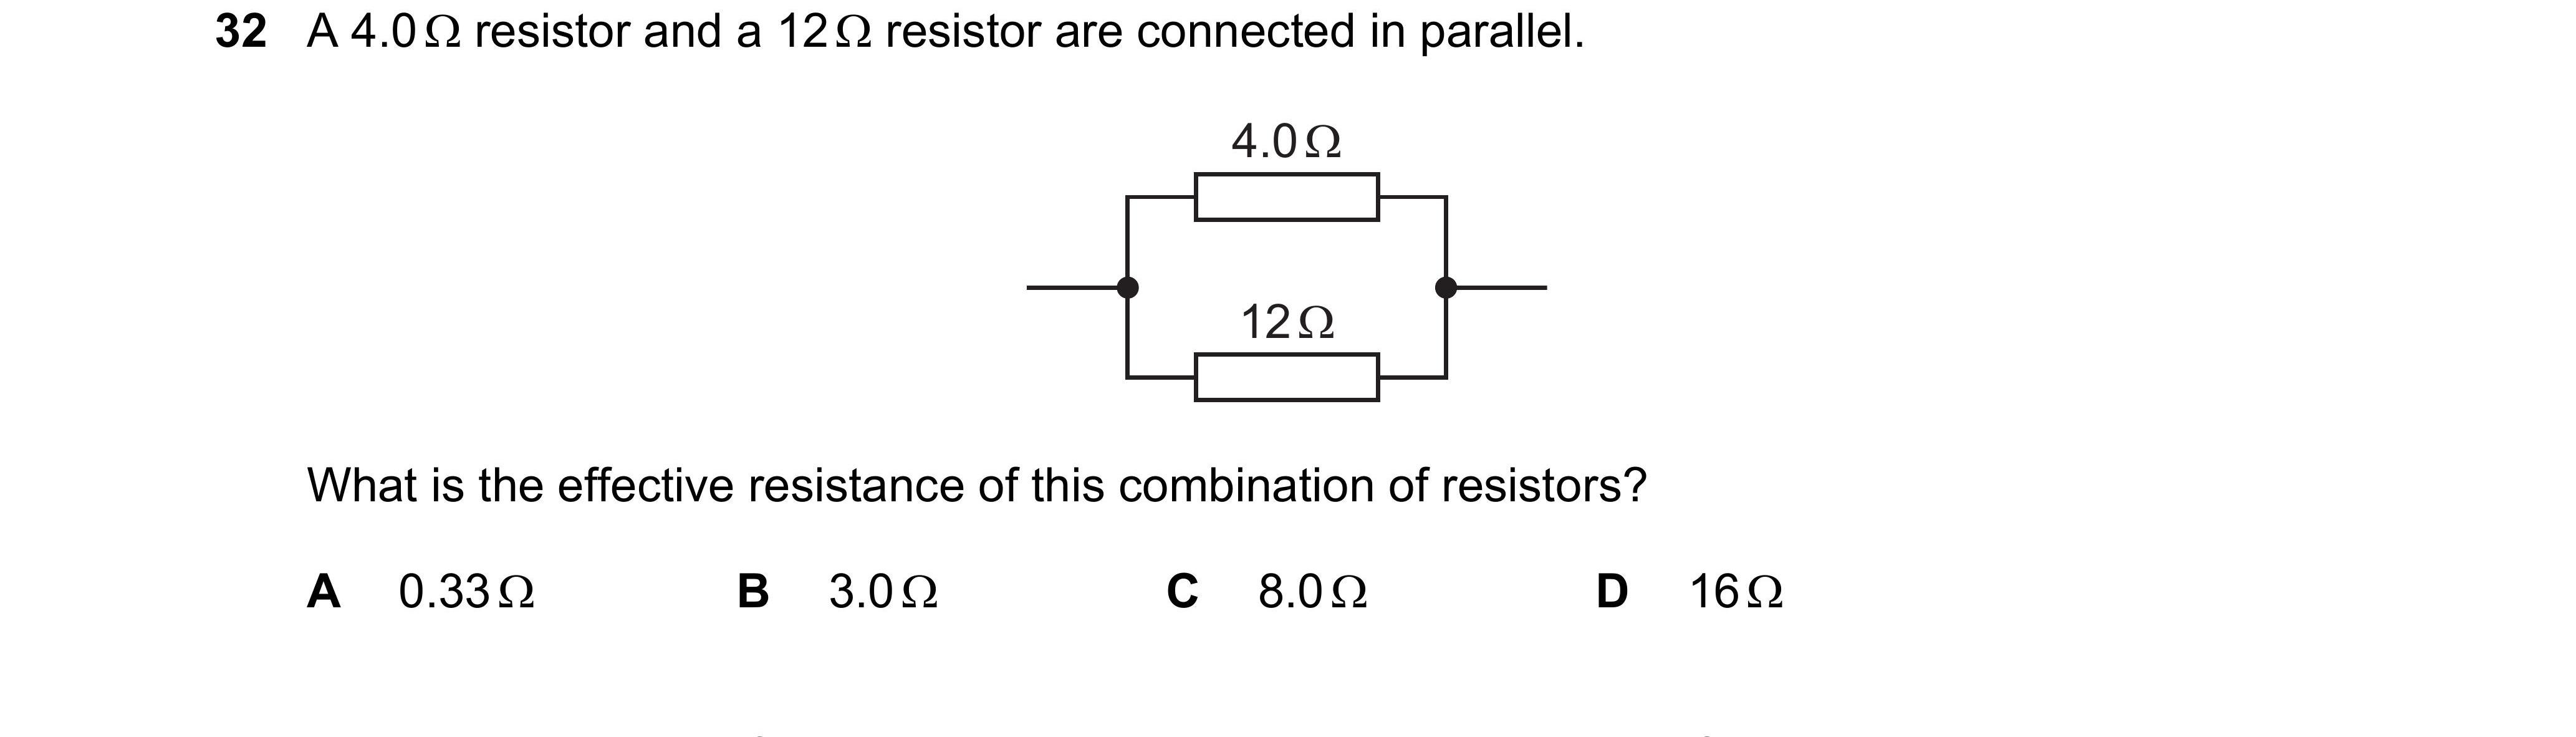 32 A 4.0 Ω resistor and a 12 Ω resistor are connected in parallel.
4.0 Ω
12 Ω
What is the effective resistance of this combination of resistors?
A 0.33 Ω B 3.0 Ω C 8.0 Ω D 16 Ω